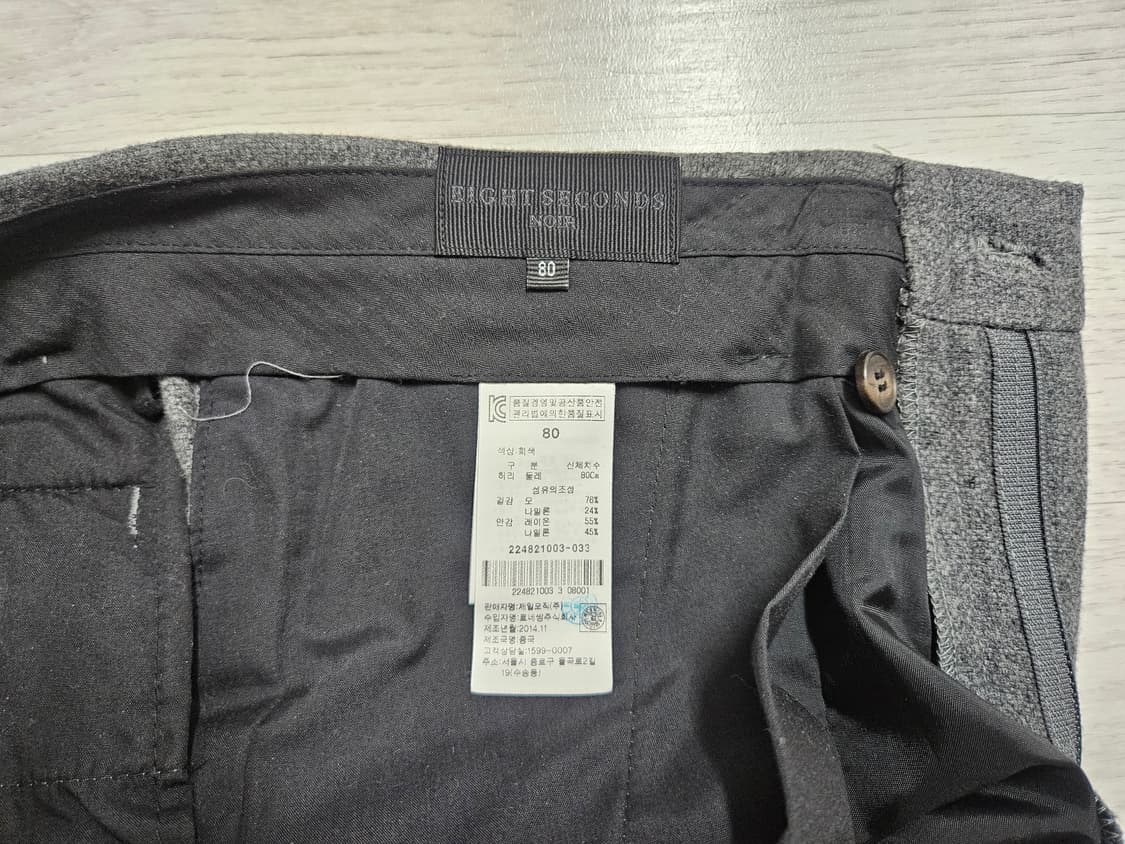 EIGHT SECONDS
NOIR
80
품질경영및공산품안전
관리법에의한품질표시
80
색상:회색
구 분 신체치수
허리 둘레 80Cm
섬유의조성
겉감 모 76%
나일론 24%
안감 레이온 55%
나일론 45%
224821003-033
224821003 3 08001
판매자명:제일모직(주)
수입자명:료네씽주식회사
제조년월:2014.11
제조국명:중국
고객상담실:1599-0007
주소:서울시 종로구 율곡로2길
19(수송동)